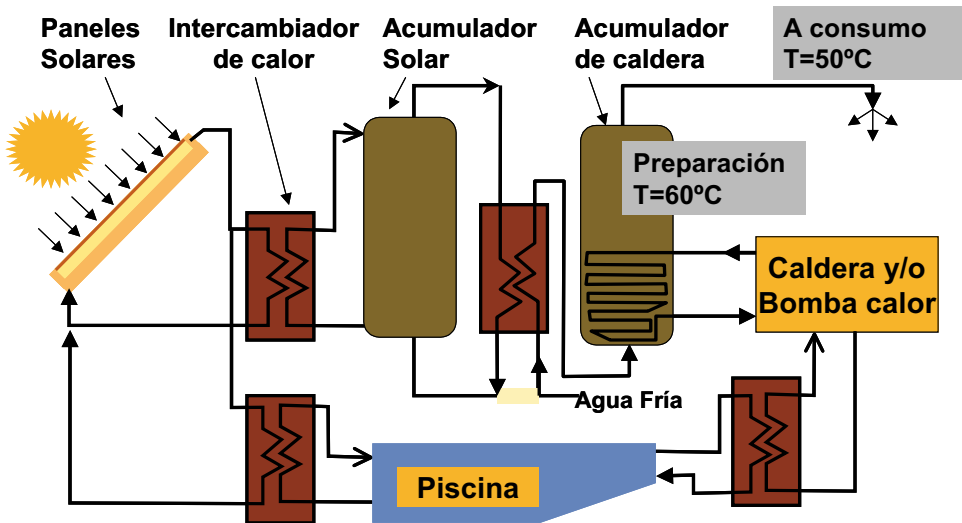 Paneles
Solares
Intercambiador
de calor
Acumulador
Solar
Acumulador
de caldera
A consumo
T=50ºC
Preparación
T=60ºC
Caldera y/o
Bomba calor
Agua Fría
Piscina